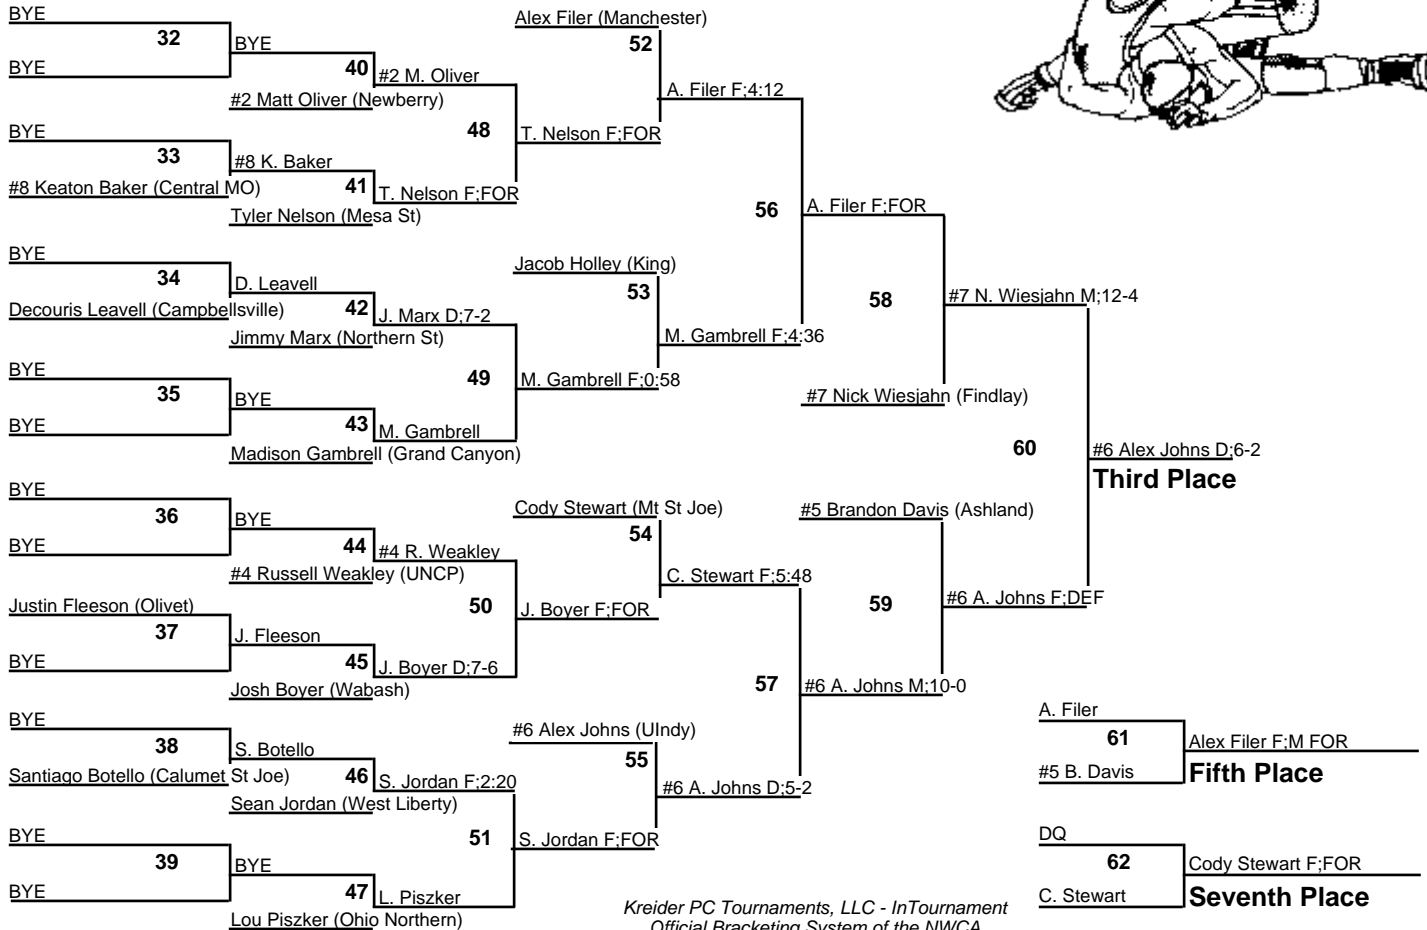 BYE
32
BYE
BYE
40
#2 M. Oliver
#2 Matt Oliver (Newberry)
48
BYE
33
#8 K. Baker
#8 Keaton Baker (Central MO)
41
T. Nelson F;FOR
Tyler Nelson (Mesa St)
Alex Filer (Manchester)
52
A. Filer F;4:12
T. Nelson F;FOR
56
A. Filer F;FOR
BYE
34
D. Leavell
Decouris Leavell (Campbellsville)
42
J. Marx D;7-2
Jimmy Marx (Northern St)
49
M. Gambrell F;0:58
BYE
35
BYE
BYE
43
M. Gambrell
Madison Gambrell (Grand Canyon)
Jacob Holley (King)
53
M. Gambrell F;4:36
58
#7 N. Wiesjahn M;12-4
#7 Nick Wiesjahn (Findlay)
60
#6 Alex Johns D;6-2
Third Place
BYE
36
BYE
BYE
44
#4 R. Weakley
#4 Russell Weakley (UNCP)
50
J. Boyer F;FOR
Justin Fleeson (Olivet)
37
J. Fleeson
BYE
45
J. Boyer D;7-6
Josh Boyer (Wabash)
Cody Stewart (Mt St Joe)
54
C. Stewart F;5:48
57
#6 A. Johns M;10-0
#5 Brandon Davis (Ashland)
59
#6 A. Johns F;DEF
BYE
38
S. Botello
Santiago Botello (Calumet St Joe)
46
S. Jordan F;2:20
Sean Jordan (West Liberty)
51
S. Jordan F;FOR
#6 Alex Johns (UIndy)
55
#6 A. Johns D;5-2
BYE
39
BYE
BYE
47
L. Piszker
Lou Piszker (Ohio Northern)
A. Filer
61
Alex Filer F;M FOR
#5 B. Davis
Fifth Place
DQ
62
Cody Stewart F;FOR
C. Stewart
Seventh Place
Kreider PC Tournaments, LLC - InTournament
Official Bracketing System of the NWCA